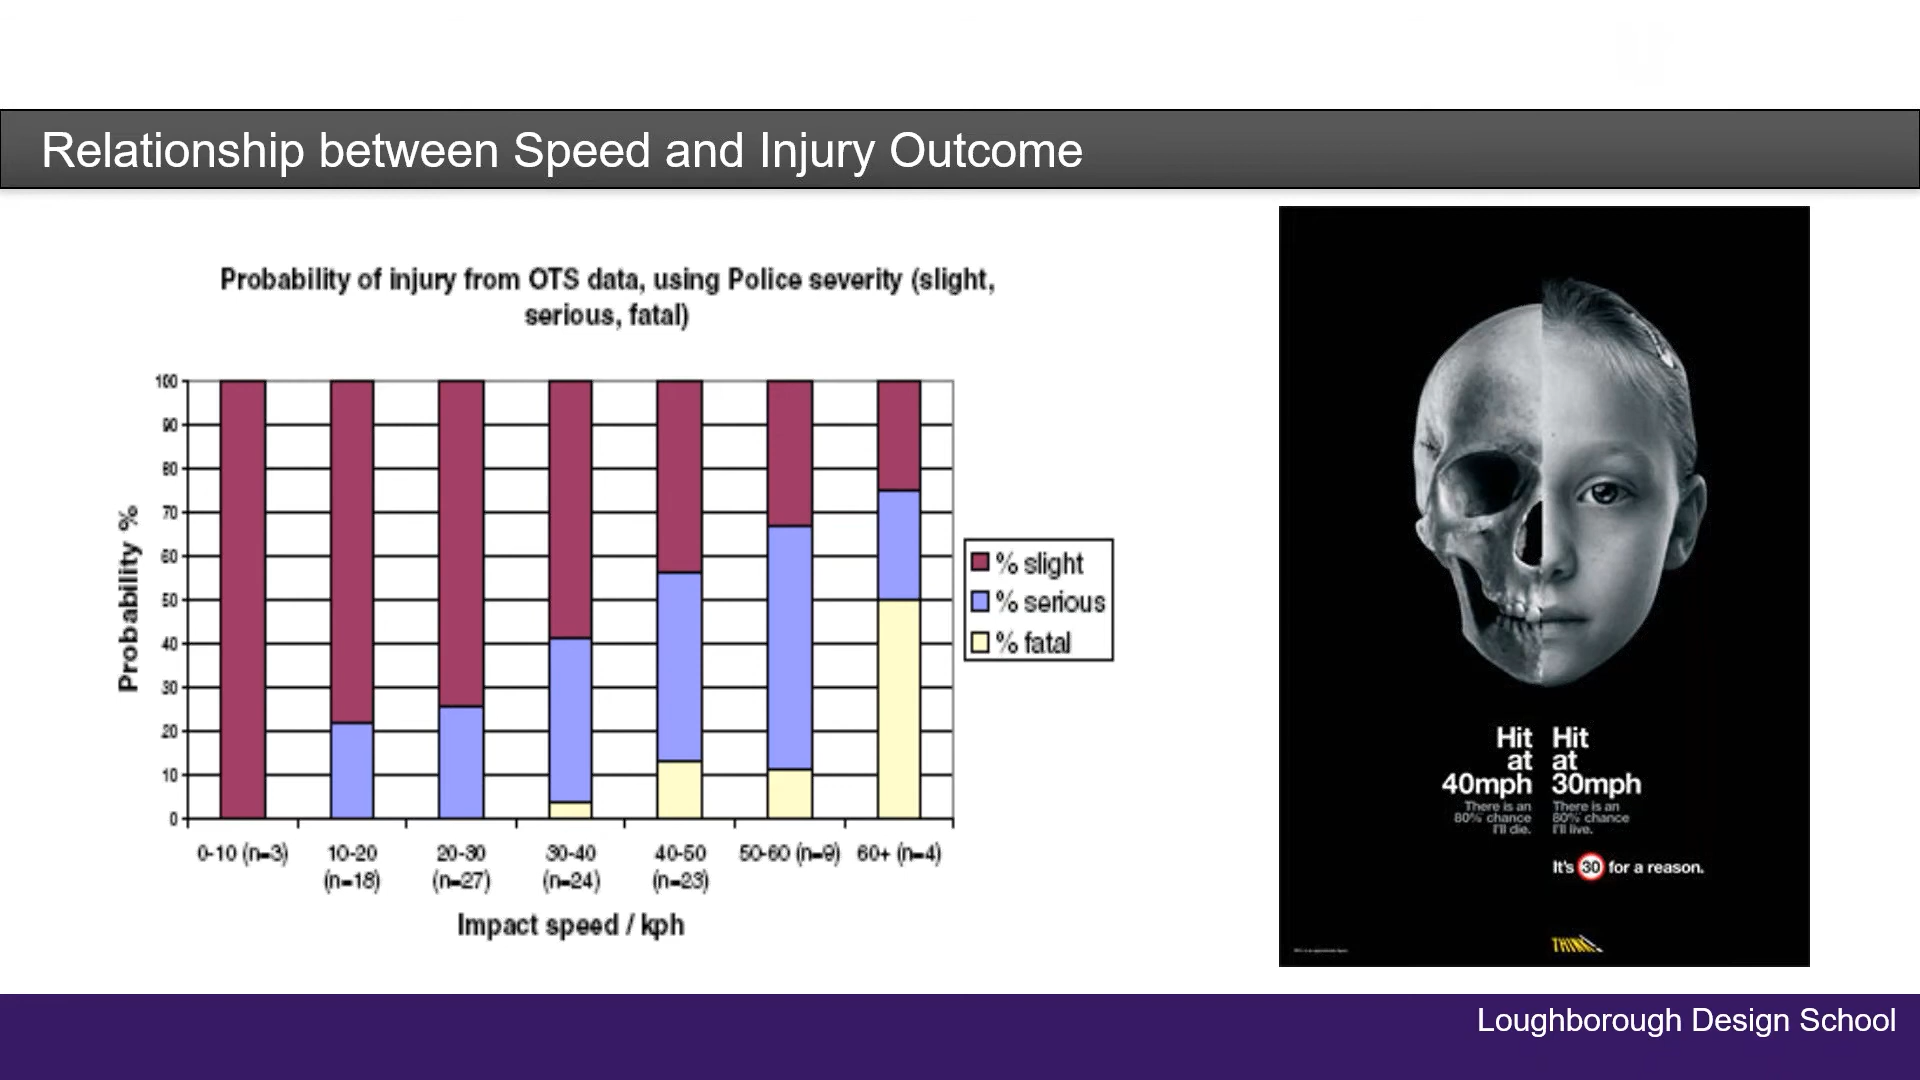 Relationship between Speed and Injury Outcome
Probability of injury from OTS data, using Police severity (slight,
serious, fatal)
Probability %
100
90
80
70
60
50
40
30
20
10
0
0-10 (n=3)
10-20
(n=18)
20-30
(n=27)
30-40
(n=24)
40-50
(n=23)
50-60 (n=9)
60+ (n=4)
Impact speed / kph
% slight
% serious
% fatal
Hit
at
40mph
There is an
80% chance
I'll die.
Hit
at
30mph
There is an
80% chance
I'll live.
It's 30 for a reason.
THINK!
Loughborough Design School